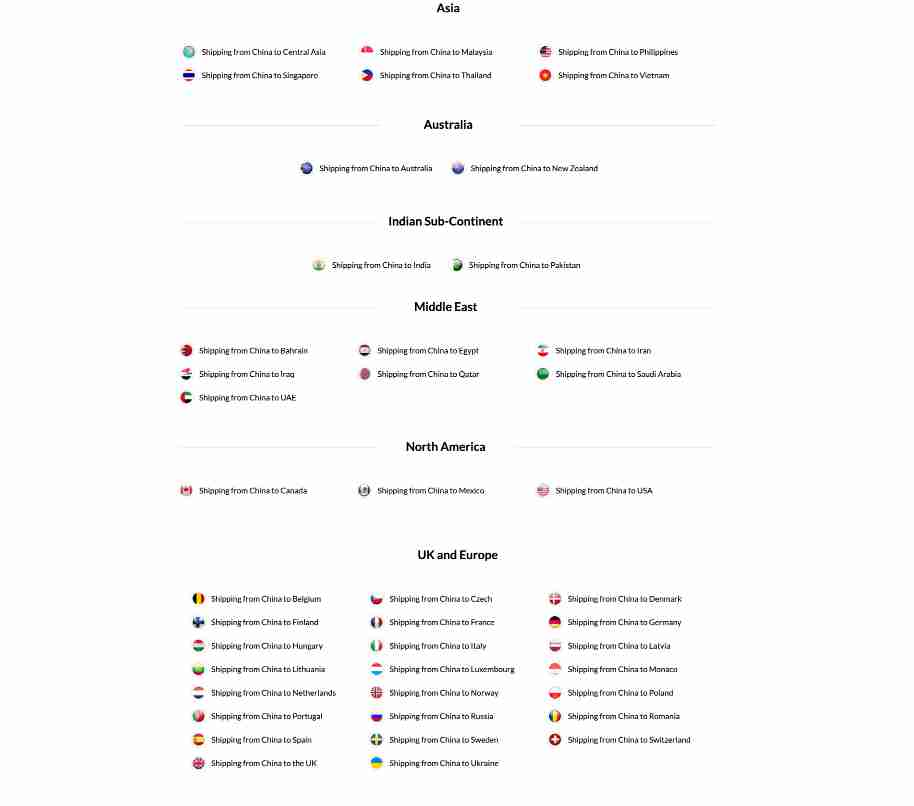 Asia
Shipping from China to Central Asia
Shipping from China to Malaysia
Shipping from China to Philippines
Shipping from China to Singapore
Shipping from China to Thailand
Shipping from China to Vietnam
Australia
Shipping from China to Australia
Shipping from China to New Zealand
Indian Sub-Continent
Shipping from China to India
Shipping from China to Pakistan
Middle East
Shipping from China to Bahrain
Shipping from China to Egypt
Shipping from China to Iran
Shipping from China to Iraq
Shipping from China to Qatar
Shipping from China to Saudi Arabia
Shipping from China to UAE
North America
Shipping from China to Canada
Shipping from China to Mexico
Shipping from China to USA
UK and Europe
Shipping from China to Belgium
Shipping from China to Czech
Shipping from China to Denmark
Shipping from China to Finland
Shipping from China to France
Shipping from China to Germany
Shipping from China to Hungary
Shipping from China to Italy
Shipping from China to Latvia
Shipping from China to Lithuania
Shipping from China to Luxembourg
Shipping from China to Monaco
Shipping from China to Netherlands
Shipping from China to Norway
Shipping from China to Poland
Shipping from China to Portugal
Shipping from China to Russia
Shipping from China to Romania
Shipping from China to Spain
Shipping from China to Sweden
Shipping from China to Switzerland
Shipping from China to the UK
Shipping from China to Ukraine